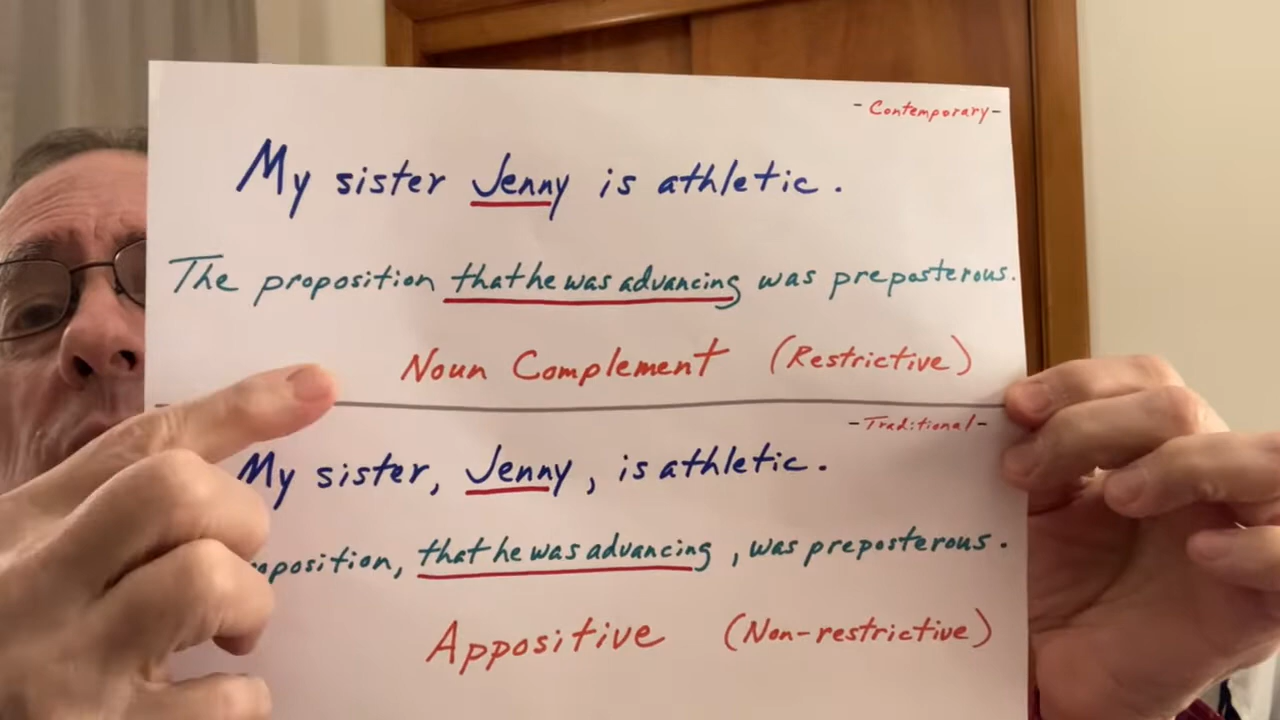 - Contemporary -
My sister Jenny is athletic.
The proposition that he was advancing was preposterous.
Noun Complement (Restrictive)
- Traditional -
My sister, Jenny, is athletic.
oposition, that he was advancing, was preposterous.
Appositive (Non-restrictive)